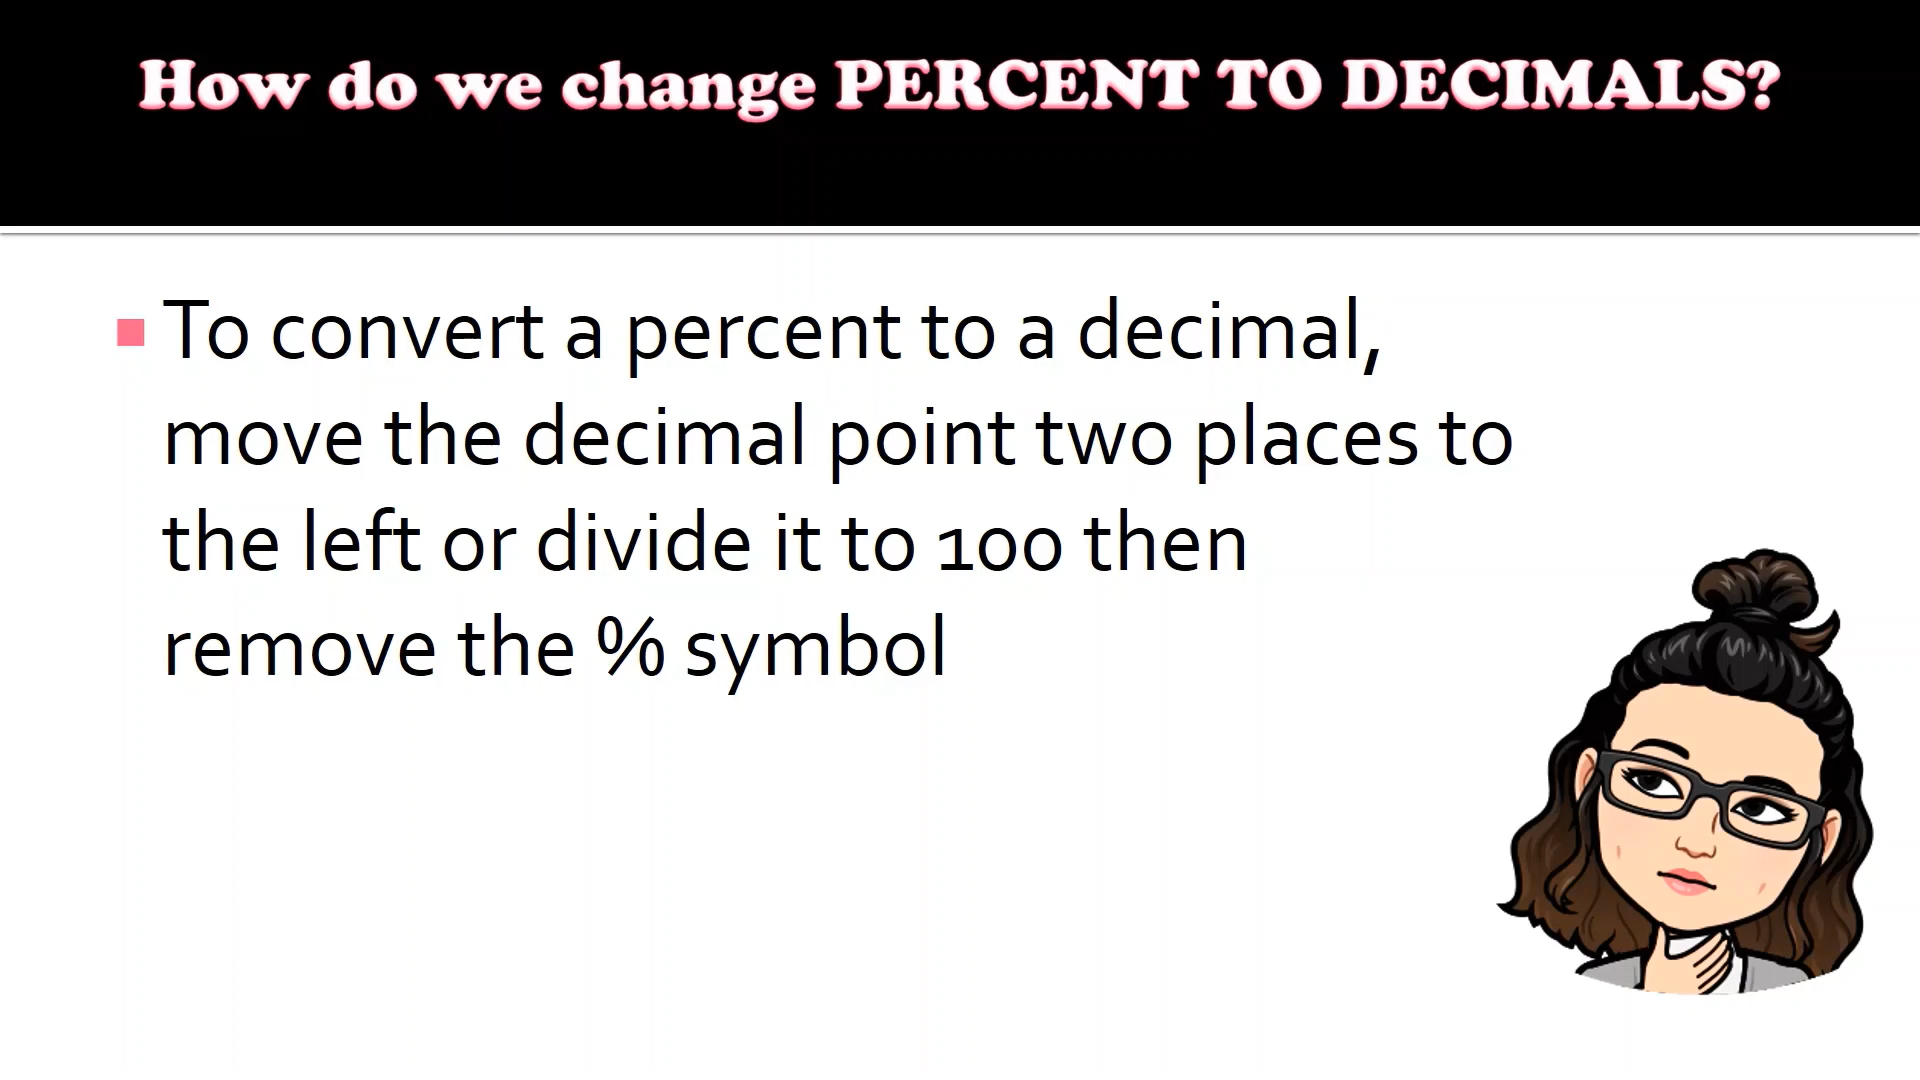 How do we change PERCENT TO DECIMALS?
To convert a percent to a decimal,
move the decimal point two places to
the left or divide it to 100 then
remove the % symbol